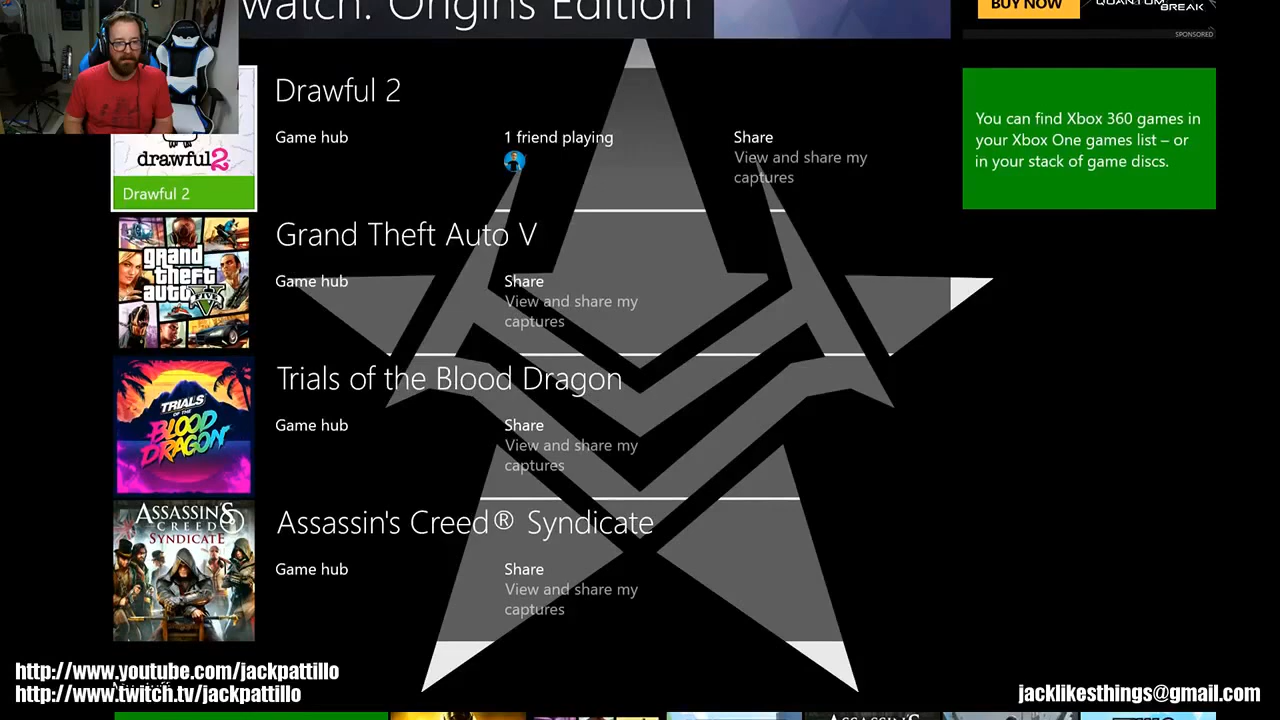 watch: Origins Edition
BUY NOW
QUANTUM BREAK
SPONSORED
Drawful 2
Game hub
1 friend playing
Share
View and share my
captures
drawful2
Drawful 2
You can find Xbox 360 games in
your Xbox One games list – or
in your stack of game discs.
Grand Theft Auto V
grand
theft
auto V
FIVE
Game hub
Share
View and share my
captures
Trials of the Blood Dragon
TRIALS
OF THE
BLOOD
DRAGON
Game hub
Share
View and share my
captures
Assassin's Creed® Syndicate
ASSASSIN'S
CREED
SYNDICATE
Game hub
Share
View and share my
captures
http://www.youtube.com/jackpattillo
http://www.twitch.tv/jackpattillo
jacklikesthings@gmail.com